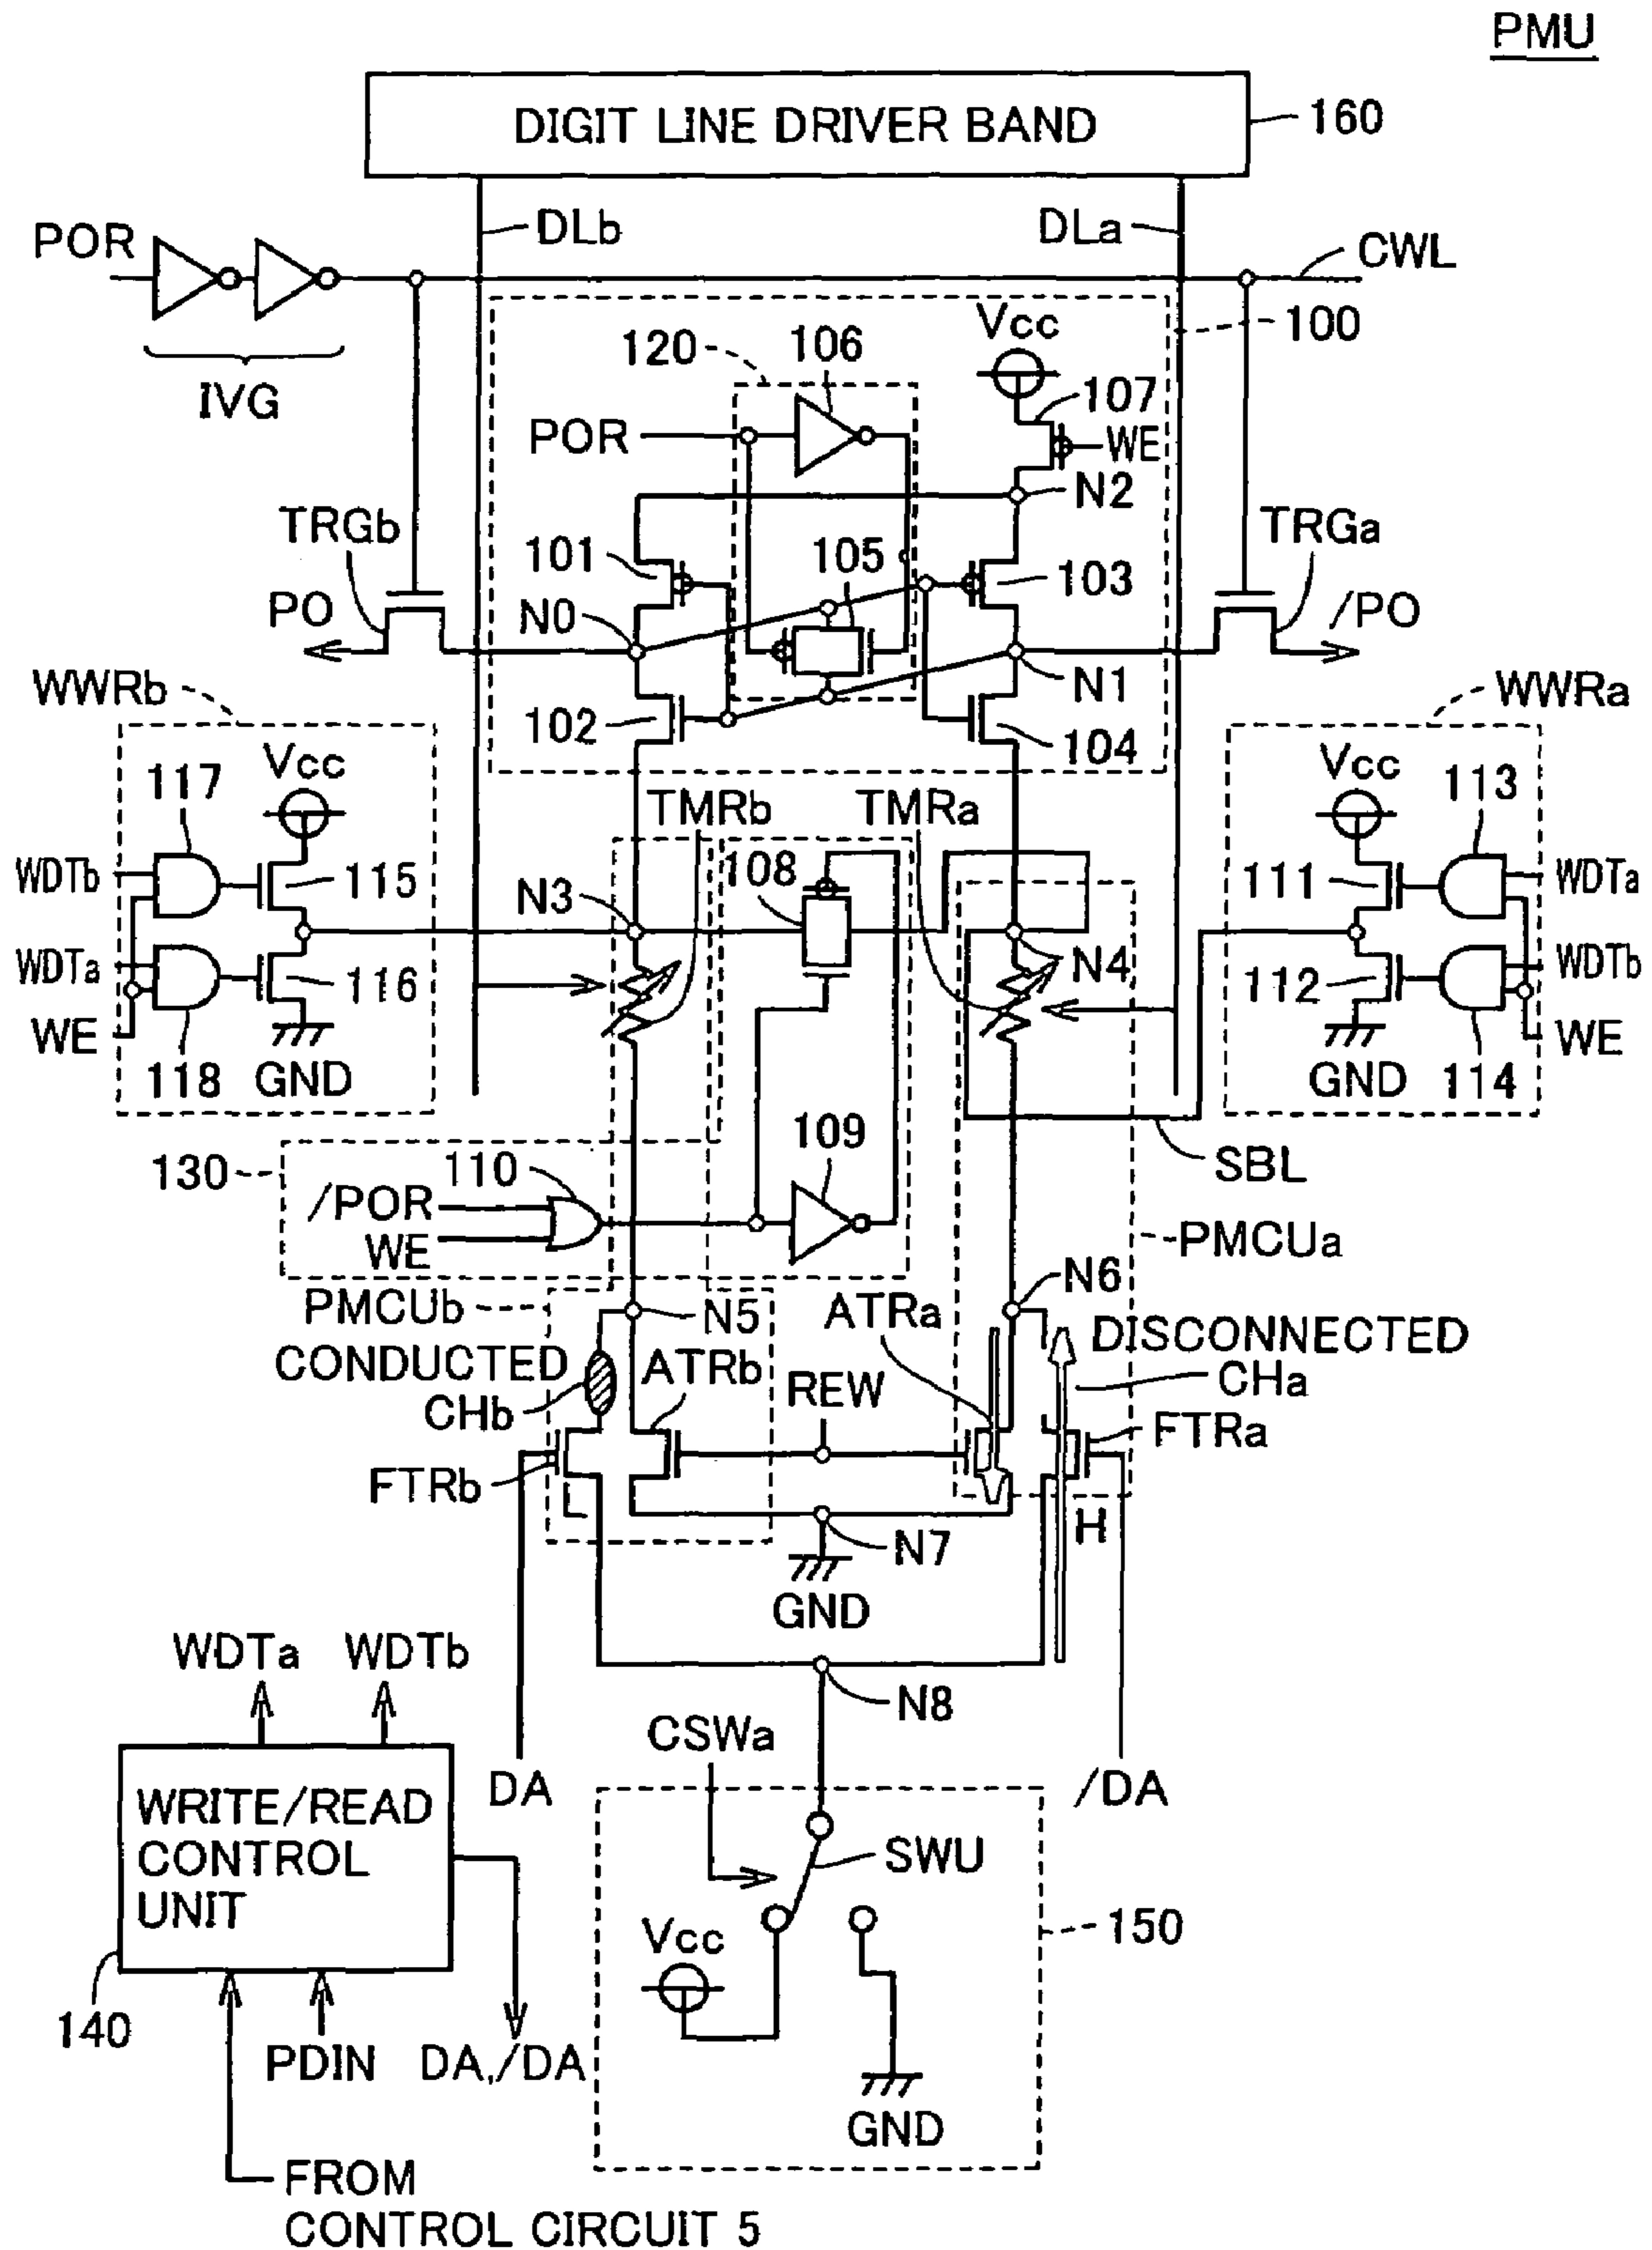 PMU
DIGIT LINE DRIVER BAND
160
DLb
DLa
POR
CWL
IVG
Vcc
100
120
106
107
POR
WE
N2
TRGb
TRGa
101
105
103
PO
N0
/PO
N1
WWRb
WWRa
102
104
117
Vcc
Vcc
113
TMRb
TMRa
WDTb
115
N3
108
111
WDTa
WDTa
116
N4
112
WDTb
WE
WE
118
GND
GND
114
109
130
110
SBL
/POR
WE
PMCUa
PMCUb
N5
N6
ATRa
CONDUCTED
DISCONNECTED
ATRb
REW
CHa
CHb
FTRa
FTRb
L
H
N7
GND
WDTa
WDTb
N8
CSWa
DA
/DA
WRITE/READ
CONTROL
UNIT
SWU
150
Vcc
140
PDIN
DA,/DA
GND
FROM
CONTROL CIRCUIT 5